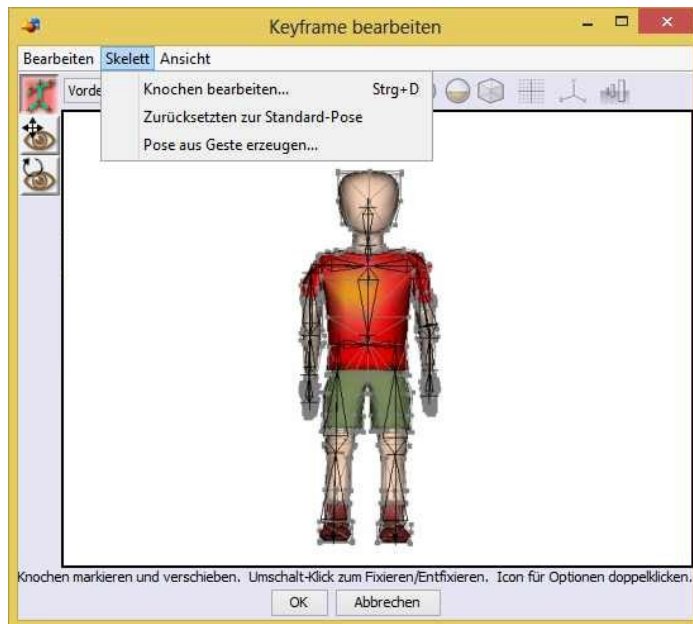 Keyframe bearbeiten
Bearbeiten Skelett Ansicht
Vorde
Knochen bearbeiten... Strg+D
Zurücksetzten zur Standard-Pose
Pose aus Geste erzeugen...
Knochen markieren und verschieben. Umschalt-Klick zum Fixieren/Entfixieren. Icon für Optionen doppelklicken.
OK Abbrechen